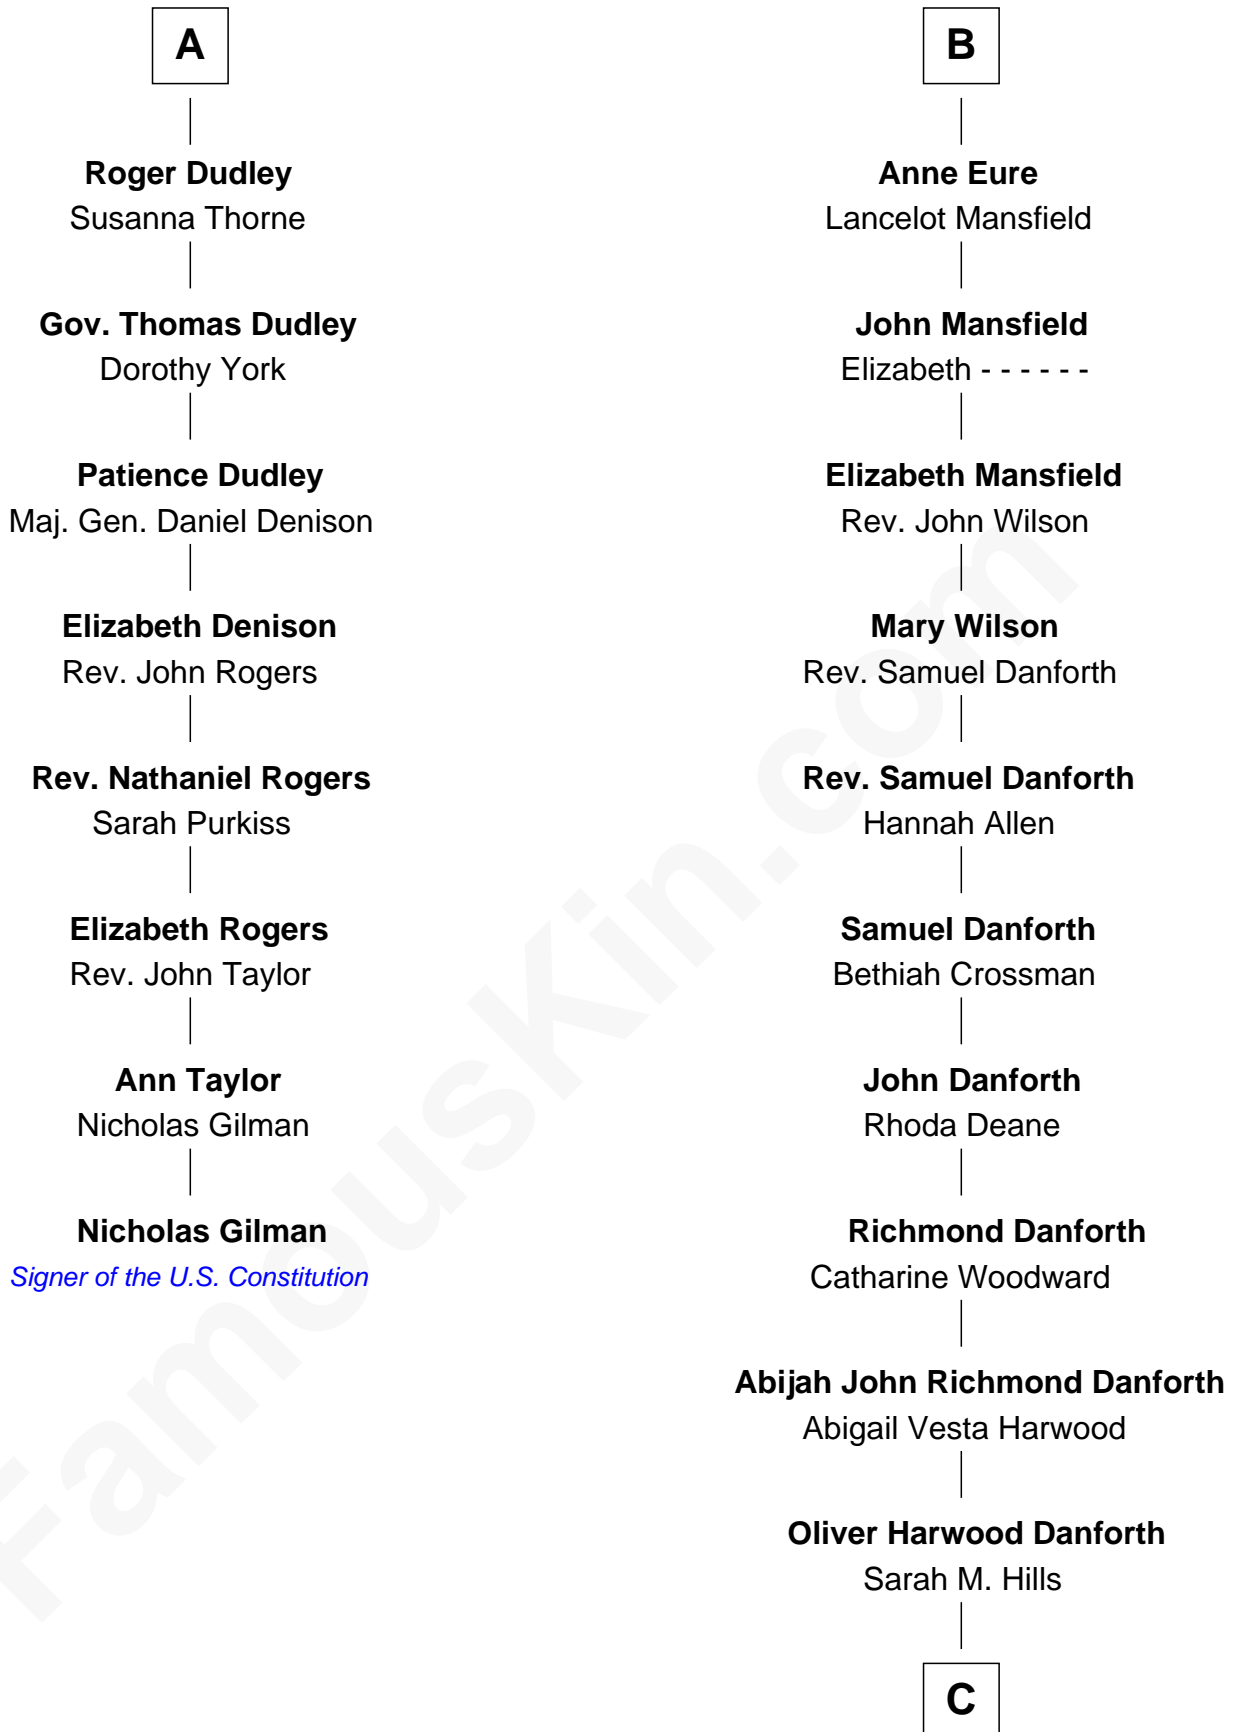 A
Roger Dudley
Susanna Thorne
Gov. Thomas Dudley
Dorothy York
Patience Dudley
Maj. Gen. Daniel Denison
Elizabeth Denison
Rev. John Rogers
Rev. Nathaniel Rogers
Sarah Purkiss
Elizabeth Rogers
Rev. John Taylor
Ann Taylor
Nicholas Gilman
Nicholas Gilman
Signer of the U.S. Constitution
B
Anne Eure
Lancelot Mansfield
John Mansfield
Elizabeth - - - - - -
Elizabeth Mansfield
Rev. John Wilson
Mary Wilson
Rev. Samuel Danforth
Rev. Samuel Danforth
Hannah Allen
Samuel Danforth
Bethiah Crossman
John Danforth
Rhoda Deane
Richmond Danforth
Catharine Woodward
Abijah John Richmond Danforth
Abigail Vesta Harwood
Oliver Harwood Danforth
Sarah M. Hills
C
FamousKin.com